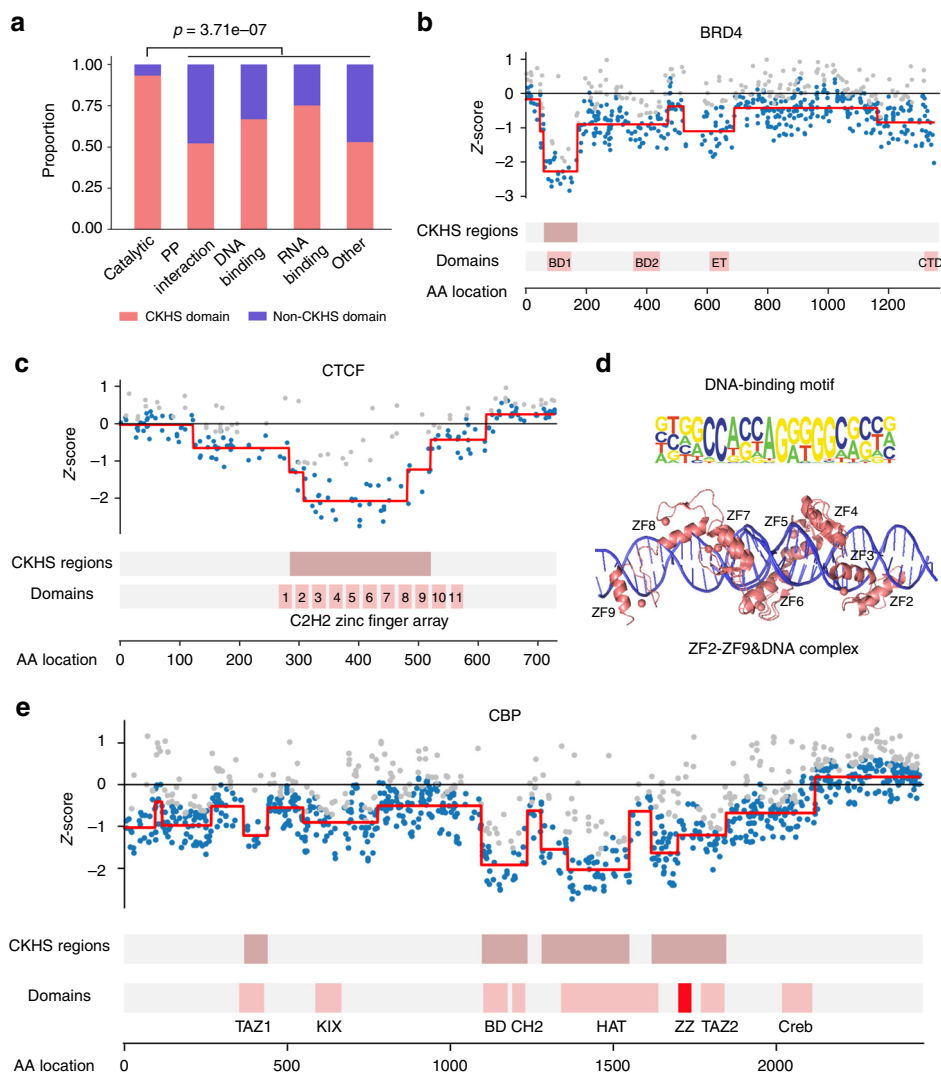 a
p = 3.71e–07
1.00
0.75
0.50
0.25
0.00
Proportion
Catalytic
PP interaction
DNA binding
RNA binding
Other
CKHS domain
Non-CKHS domain
b
BRD4
1
0
–1
–2
–3
Z-score
CKHS regions
Domains
BD1 BD2 ET CTD
AA location
0 200 400 600 800 1000 1200
c
CTCF
1
0
–1
–2
Z-score
CKHS regions
Domains
1 2 3 4 5 6 7 8 9 10 11
C2H2 zinc finger array
AA location
0 100 200 300 400 500 600 700
d
DNA-binding motif
ZF8 ZF7 ZF5 ZF4
ZF3
ZF9 ZF6 ZF2
ZF2-ZF9&DNA complex
e
CBP
1
0
–1
–2
Z-score
CKHS regions
Domains
TAZ1 KIX BD CH2 HAT ZZ TAZ2 Creb
AA location
0 500 1000 1500 2000